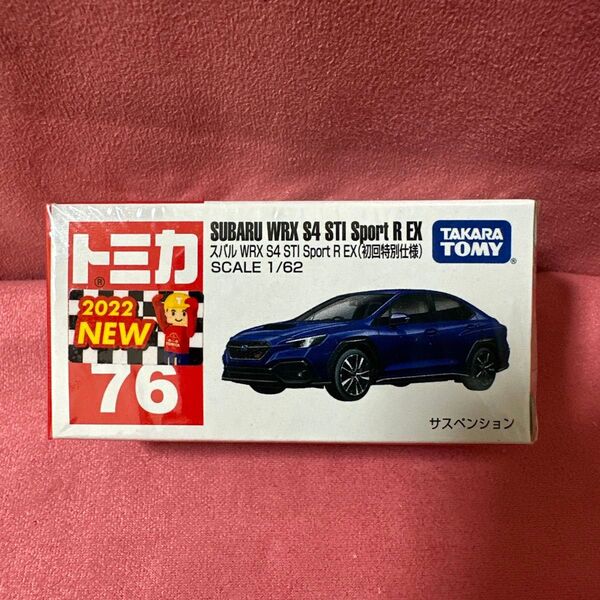 トミカ
®
2022
NEW
76
SUBARU WRX S4 STI Sport R EX
スバル WRX S4 STI Sport R EX(初回特別仕様)
SCALE 1/62
TAKARA
TOMY®
サスペンション